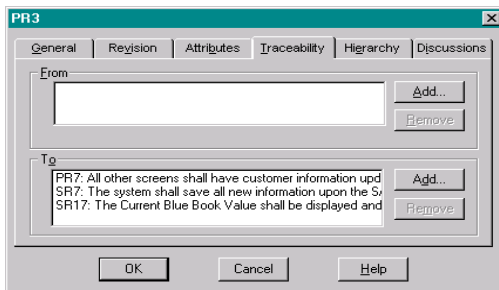 PR3
General Revision Attributes Traceability Hierarchy Discussions
From
Add...
Remove
To
PR7: All other screens shall have customer information upd
SR7: The system shall save all new information upon the SA
SR17: The Current Blue Book Value shall be displayed and
Add...
Remove
OK Cancel Help